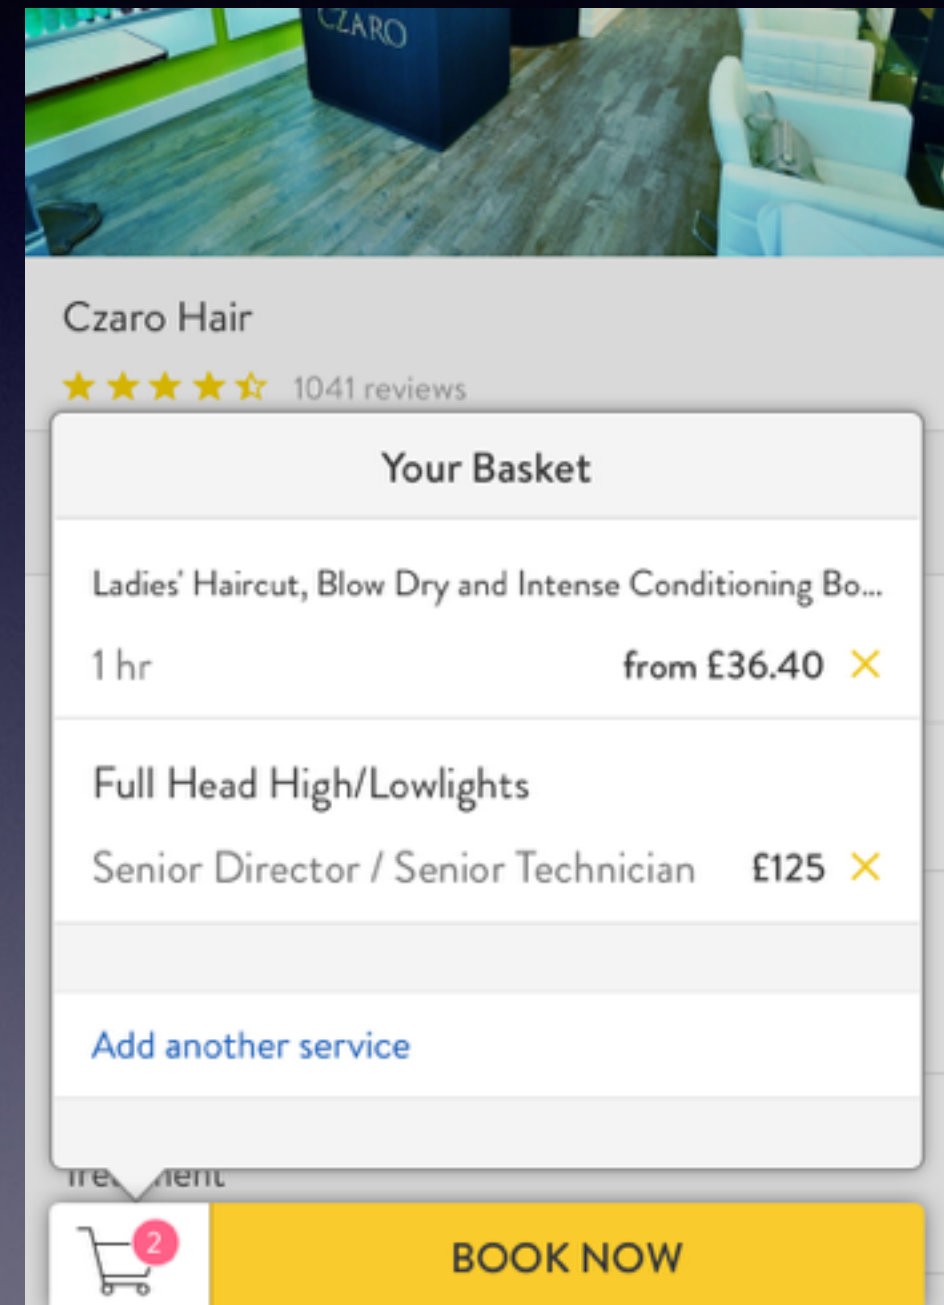 CZARO
Czaro Hair
1041 reviews
Your Basket
Ladies' Haircut, Blow Dry and Intense Conditioning Bo...
1 hr from £36.40
Full Head High/Lowlights
Senior Director / Senior Technician £125
Add another service
2 BOOK NOW